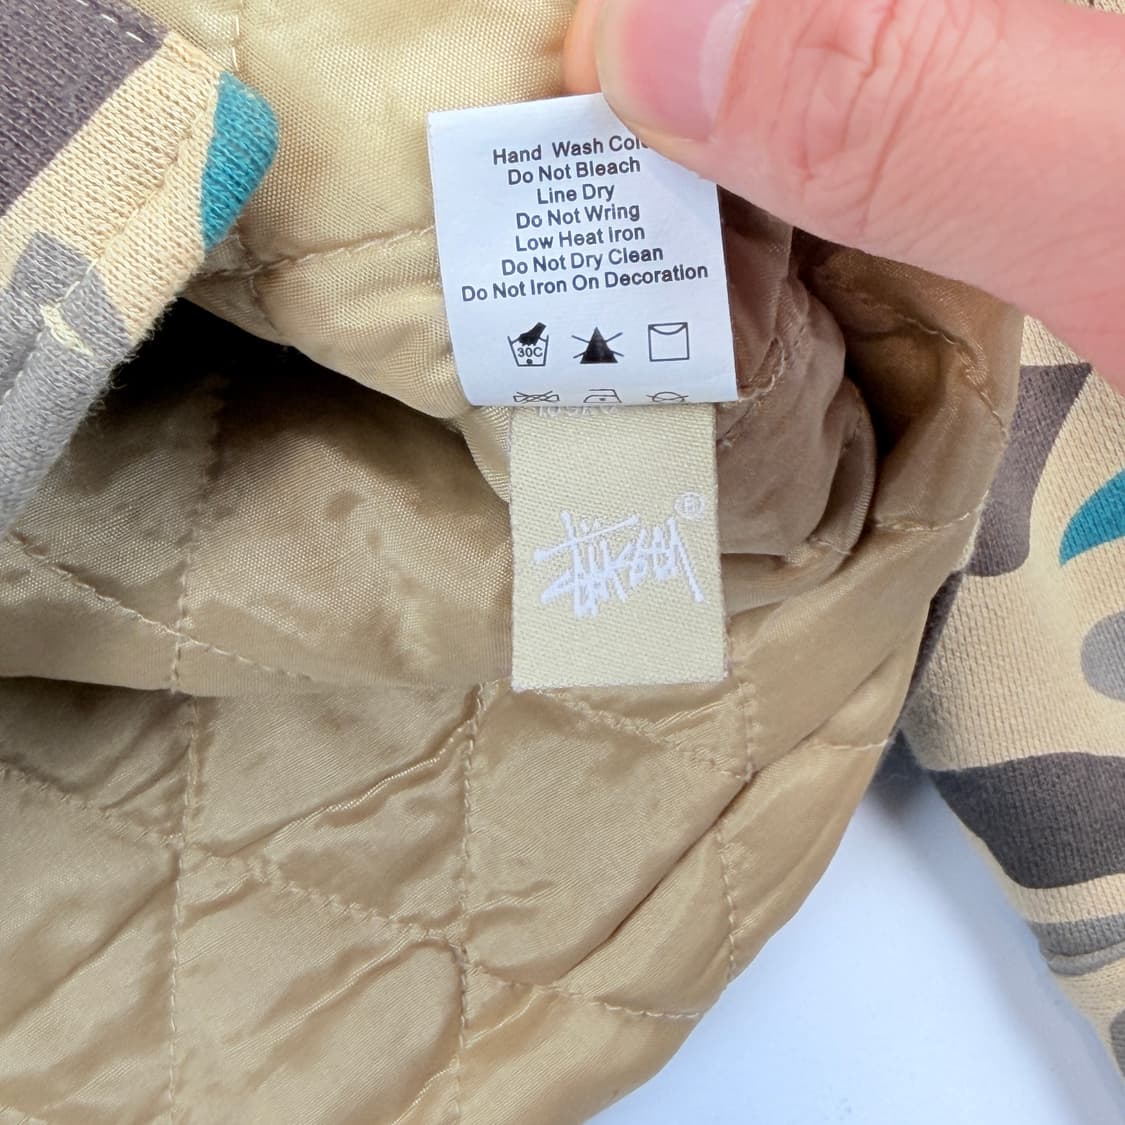 Hand Wash
Do Not Bleach
Line Dry
Do Not Wring
Low Heat Iron
Do Not Dry Clean
Do Not Iron On Decoration
30C
Stüssy ®